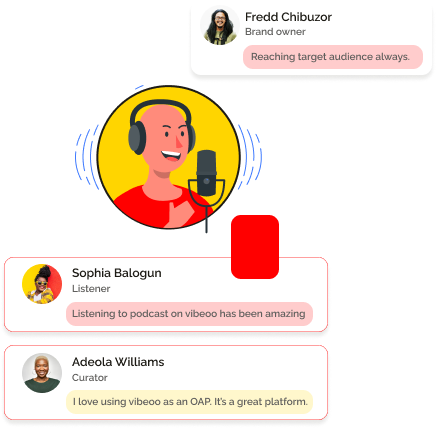 Fredd Chibuzor
Brand owner
Reaching target audience always.
Sophia Balogun
Listener
Listening to podcast on vibeoo has been amazing
Adeola Williams
Curator
I love using vibeoo as an OAP. It's a great platform.